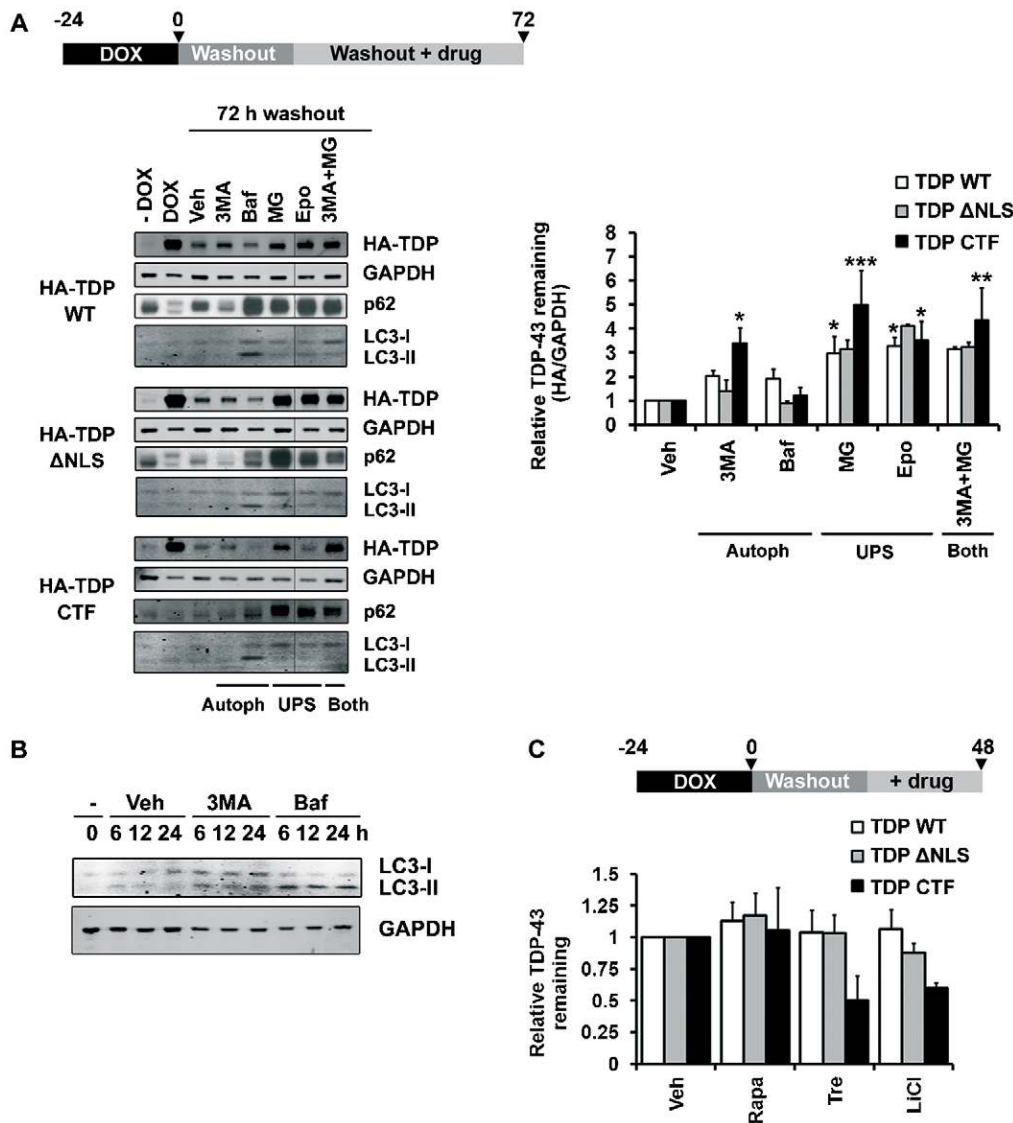 A
-24 0 72
DOX Washout Washout + drug
72 h washout
- DOX DOX Veh 3MA Baf MG Epo 3MA+MG
HA-TDP WT
HA-TDP
GAPDH
p62
LC3-I
LC3-II
HA-TDP ΔNLS
HA-TDP
GAPDH
p62
LC3-I
LC3-II
HA-TDP CTF
HA-TDP
GAPDH
p62
LC3-I
LC3-II
Autoph UPS Both
TDP WT
TDP ΔNLS
TDP CTF
Relative TDP-43 remaining
(HA/GAPDH)
8
7
6
5
4
3
2
1
0
* * *** * * **
Veh 3MA Baf MG Epo 3MA+MG
Autoph UPS Both
B
- Veh 3MA Baf
0 6 12 24 6 12 24 6 12 24 h
LC3-I
LC3-II
GAPDH
C
-24 0 48
DOX Washout + drug
TDP WT
TDP ΔNLS
TDP CTF
Relative TDP-43
remaining
1.5
1.25
1
0.75
0.5
0.25
0
Veh Rapa Tre LiCl